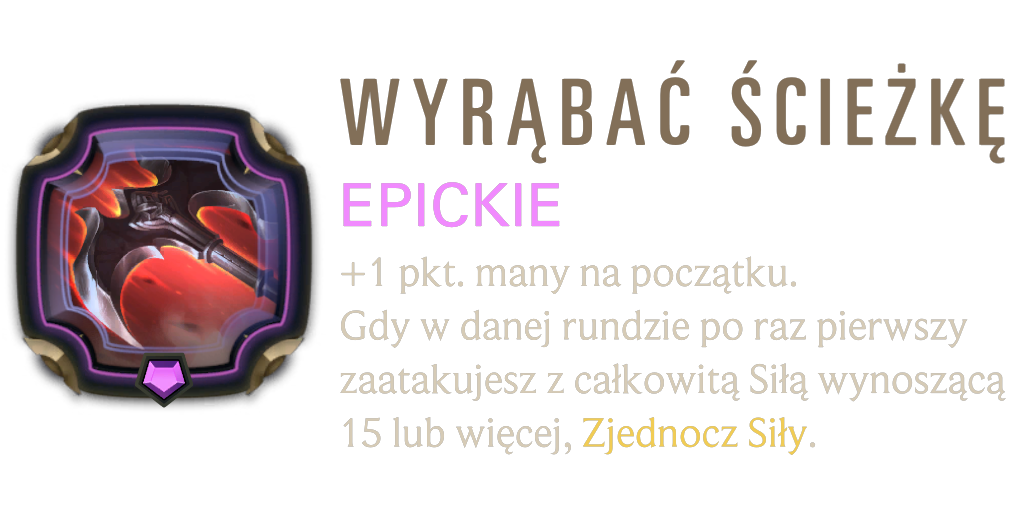 WYRĄBAĆ ŚCIEŻKĘ
EPICKIE
+1 pkt. many na początku.
Gdy w danej rundzie po raz pierwszy
zaatakujesz z całkowitą Siłą wynoszącą
15 lub więcej, Zjednocz Siły.